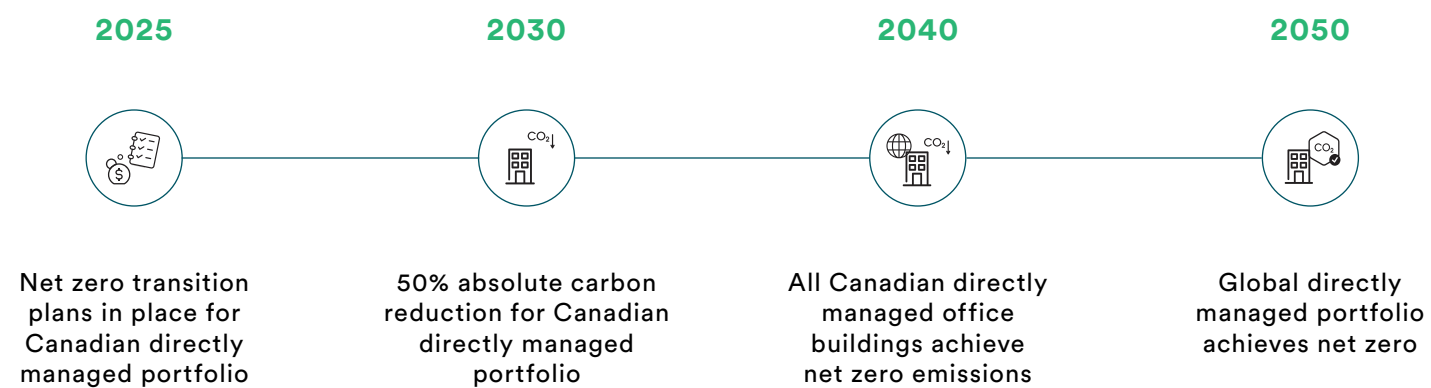 2025
2030
2040
2050
$
CO₂↓
CO₂↓
CO₂
Net zero transition
plans in place for
Canadian directly
managed portfolio
50% absolute carbon
reduction for Canadian
directly managed
portfolio
All Canadian directly
managed office
buildings achieve
net zero emissions
Global directly
managed portfolio
achieves net zero